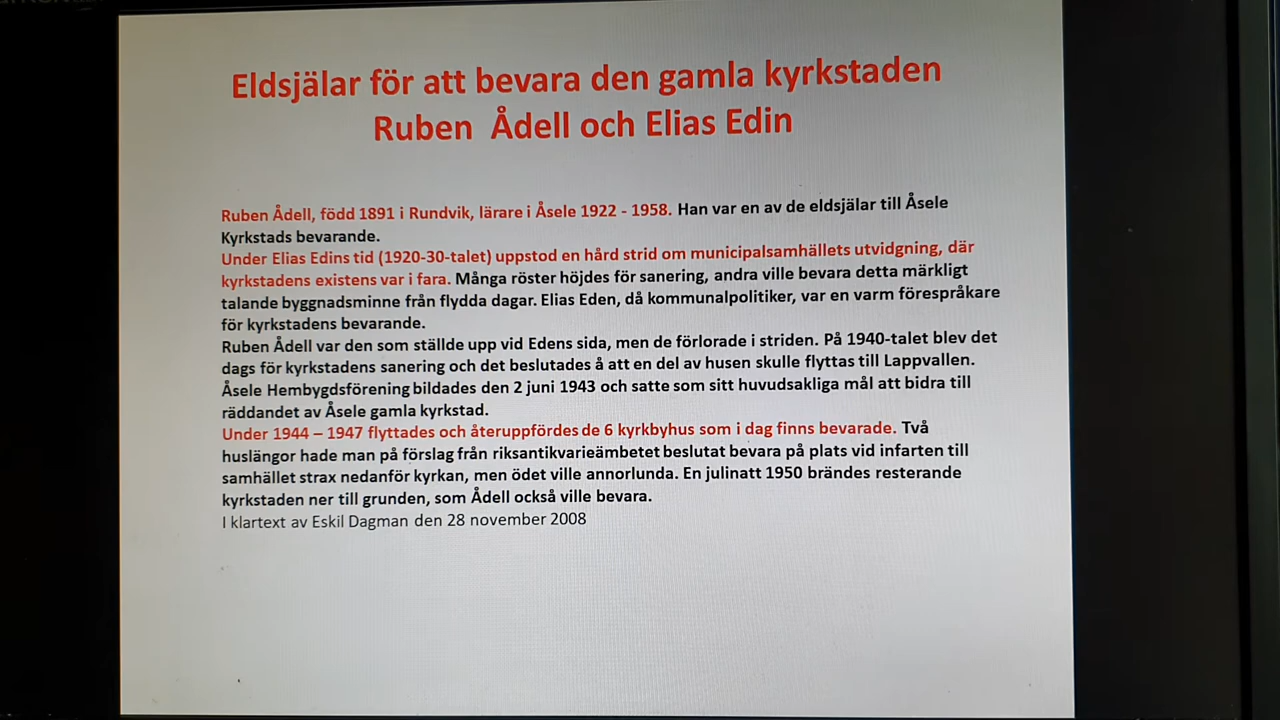 Eldsjälar för att bevara den gamla kyrkstaden
Ruben Ådell och Elias Edin
Ruben Ådell, född 1891 i Rundvik, lärare i Åsele 1922 - 1958. Han var en av de eldsjälar till Åsele
Kyrkstads bevarande.
Under Elias Edins tid (1920-30-talet) uppstod en hård strid om municipalsamhällets utvidgning, där
kyrkstadens existens var i fara. Många röster höjdes för sanering, andra ville bevara detta märkligt
talande byggnadsminne från flydda dagar. Elias Eden, då kommunalpolitiker, var en varm förespråkare
för kyrkstadens bevarande.
Ruben Ådell var den som ställde upp vid Edens sida, men de förlorade i striden. På 1940-talet blev det
dags för kyrkstadens sanering och det beslutades å att en del av husen skulle flyttas till Lappvallen.
Åsele Hembygdsförening bildades den 2 juni 1943 och satte som sitt huvudsakliga mål att bidra till
räddandet av Åsele gamla kyrkstad.
Under 1944 – 1947 flyttades och återuppfördes de 6 kyrkbyhus som i dag finns bevarade. Två
huslängor hade man på förslag från riksantikvarieämbetet beslutat bevara på plats vid infarten till
samhället strax nedanför kyrkan, men ödet ville annorlunda. En julinatt 1950 brändes resterande
kyrkstaden ner till grunden, som Ådell också ville bevara.
I klartext av Eskil Dagman den 28 november 2008